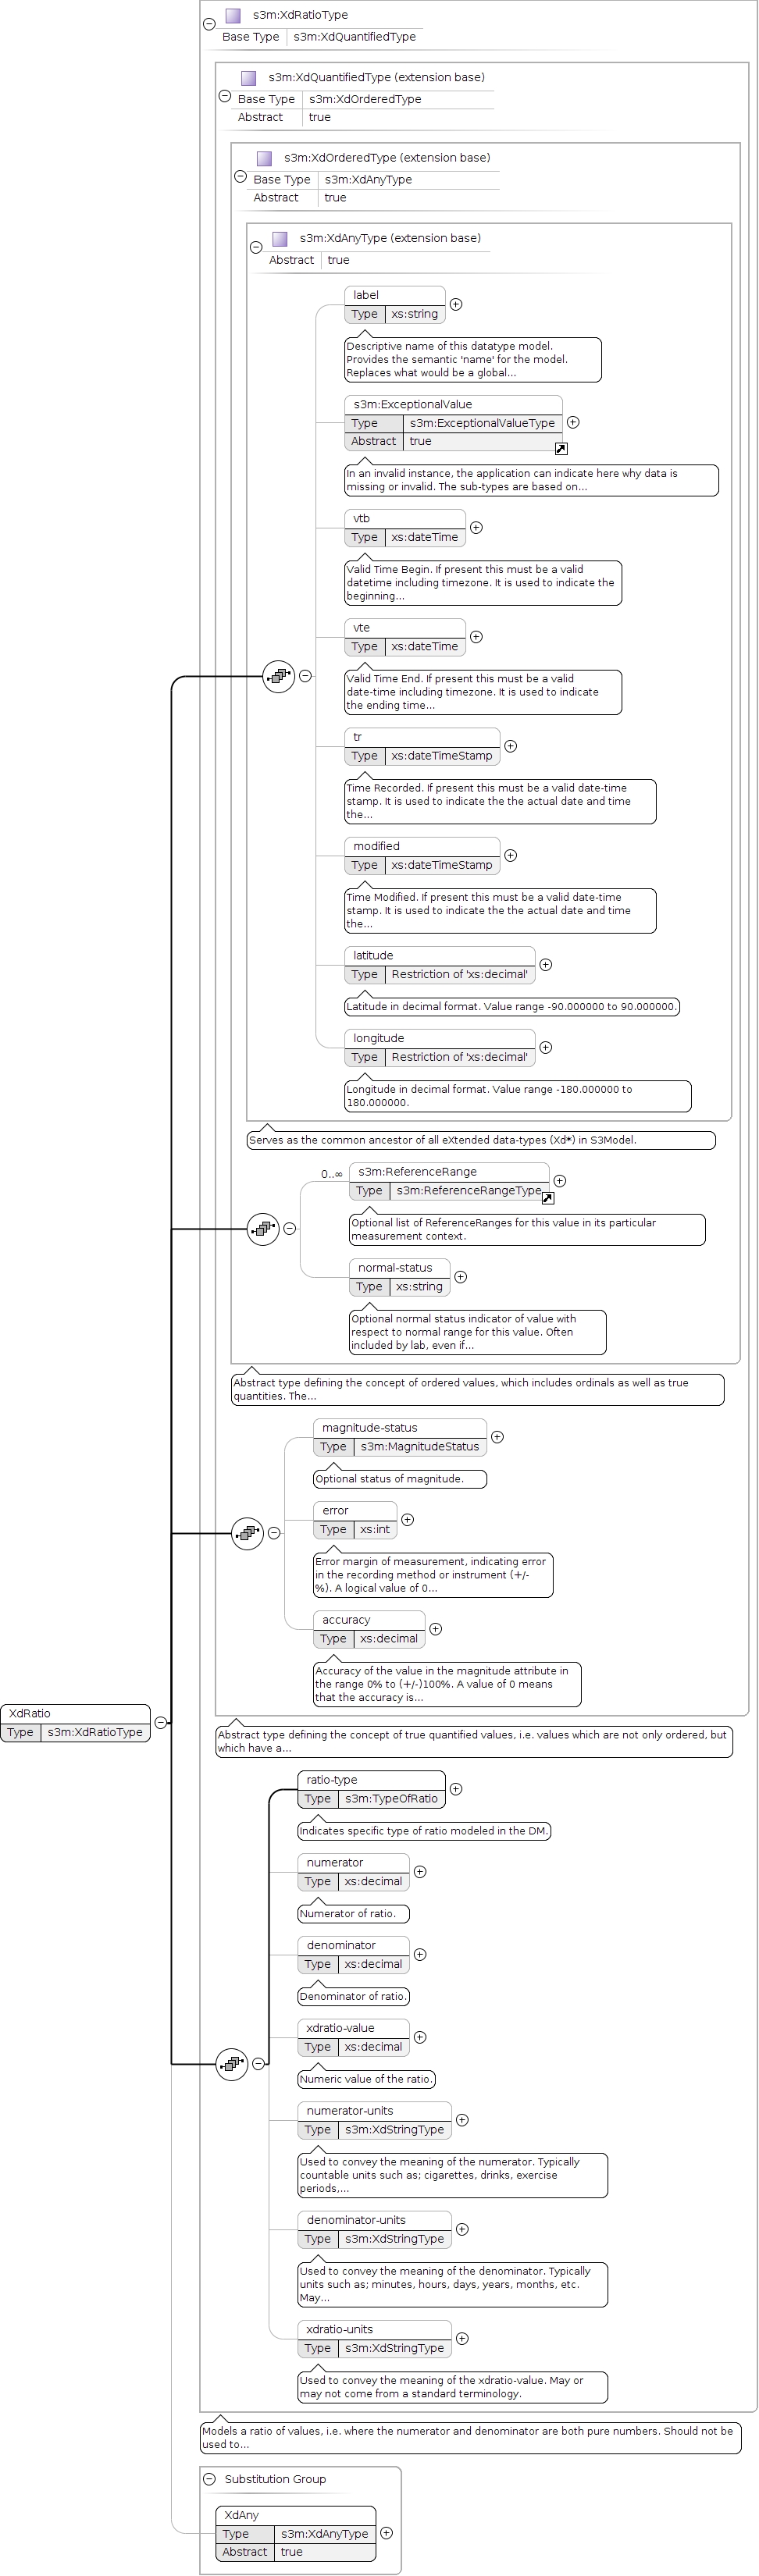 s3m:XdRatioType
Base Type s3m:XdQuantifiedType
s3m:XdQuantifiedType (extension base)
Base Type s3m:XdOrderedType
Abstract true
s3m:XdOrderedType (extension base)
Base Type s3m:XdAnyType
Abstract true
s3m:XdAnyType (extension base)
Abstract true
label
Type xs:string
Descriptive name of this datatype model.
Provides the semantic 'name' for the model.
Replaces what would be a global...
s3m:ExceptionalValue
Type s3m:ExceptionalValueType
Abstract true
In an invalid instance, the application can indicate here why data is
missing or invalid. The sub-types are based on...
vtb
Type xs:dateTime
Valid Time Begin. If present this must be a valid
datetime including timezone. It is used to indicate the
beginning...
vte
Type xs:dateTime
Valid Time End. If present this must be a valid
date-time including timezone. It is used to indicate
the ending time...
tr
Type xs:dateTimeStamp
Time Recorded. If present this must be a valid date-time
stamp. It is used to indicate the the actual date and time
the...
modified
Type xs:dateTimeStamp
Time Modified. If present this must be a valid date-time
stamp. It is used to indicate the the actual date and time
the...
latitude
Type Restriction of 'xs:decimal'
Latitude in decimal format. Value range -90.000000 to 90.000000.
longitude
Type Restriction of 'xs:decimal'
Longitude in decimal format. Value range -180.000000 to
180.000000.
Serves as the common ancestor of all eXtended data-types (Xd*) in S3Model.
0..∞
s3m:ReferenceRange
Type s3m:ReferenceRangeType
Optional list of ReferenceRanges for this value in its particular
measurement context.
normal-status
Type xs:string
Optional normal status indicator of value with
respect to normal range for this value. Often
included by lab, even if...
Abstract type defining the concept of ordered values, which includes ordinals as well as true
quantities. The...
magnitude-status
Type s3m:MagnitudeStatus
Optional status of magnitude.
error
Type xs:int
Error margin of measurement, indicating error
in the recording method or instrument (+/-
%). A logical value of 0...
accuracy
Type xs:decimal
Accuracy of the value in the magnitude attribute in
the range 0% to (+/-)100%. A value of 0 means
that the accuracy is...
XdRatio
Type s3m:XdRatioType
Abstract type defining the concept of true quantified values, i.e. values which are not only ordered, but
which have a...
ratio-type
Type s3m:TypeOfRatio
Indicates specific type of ratio modeled in the DM.
numerator
Type xs:decimal
Numerator of ratio.
denominator
Type xs:decimal
Denominator of ratio.
xdratio-value
Type xs:decimal
Numeric value of the ratio.
numerator-units
Type s3m:XdStringType
Used to convey the meaning of the numerator. Typically
countable units such as; cigarettes, drinks, exercise
periods,...
denominator-units
Type s3m:XdStringType
Used to convey the meaning of the denominator. Typically
units such as; minutes, hours, days, years, months, etc.
May...
xdratio-units
Type s3m:XdStringType
Used to convey the meaning of the xdratio-value. May or
may not come from a standard terminology.
Models a ratio of values, i.e. where the numerator and denominator are both pure numbers. Should not be
used to...
Substitution Group
XdAny
Type s3m:XdAnyType
Abstract true